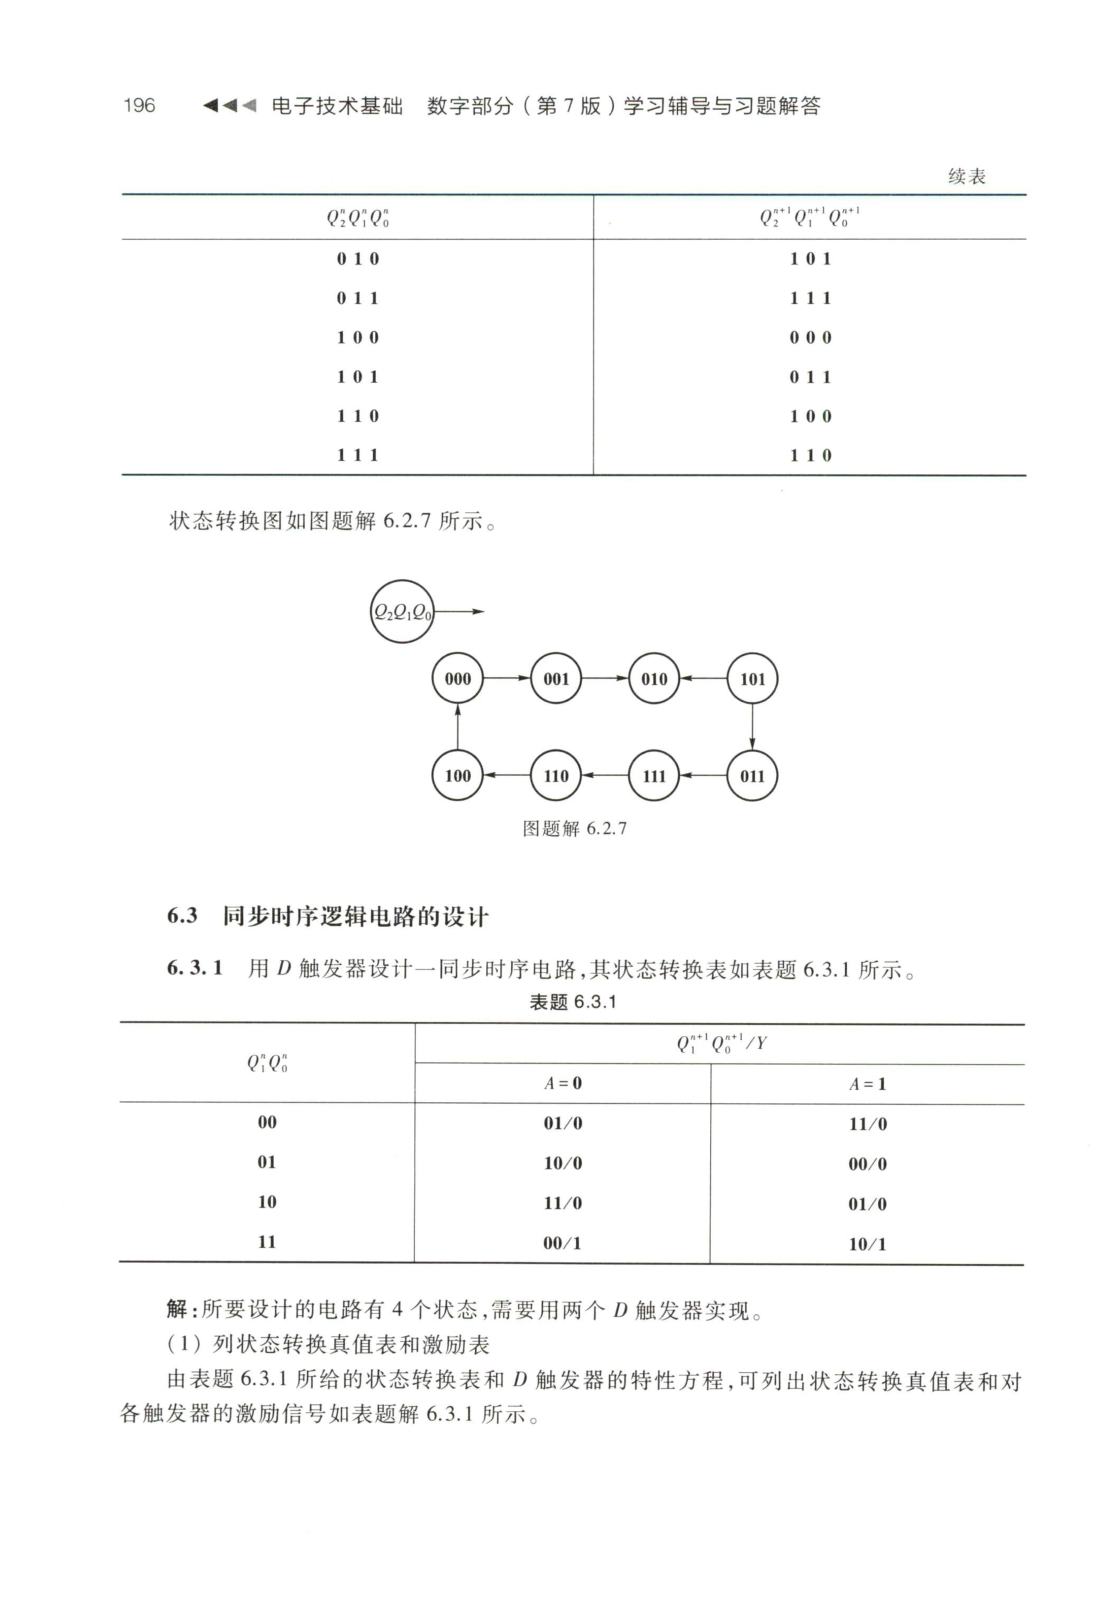 196 ◀◀◀ 电子技术基础 数字部分（第7版）学习辅导与习题解答
续表
Q₂ⁿQ₁ⁿQ₀ⁿ Q₂ⁿ⁺¹Q₁ⁿ⁺¹Q₀ⁿ⁺¹
0 1 0 1 0 1
0 1 1 1 1 1
1 0 0 0 0 0
1 0 1 0 1 1
1 1 0 1 0 0
1 1 1 1 1 0
状态转换图如图题解 6.2.7 所示。
Q₂Q₁Q₀
000 001 010 101
100 110 111 011
图题解 6.2.7
6.3 同步时序逻辑电路的设计
6.3.1 用 D 触发器设计一同步时序电路,其状态转换表如表题 6.3.1 所示。
表题 6.3.1
Q₁ⁿQ₀ⁿ Q₁ⁿ⁺¹Q₀ⁿ⁺¹/Y
A=0 A=1
00 01/0 11/0
01 10/0 00/0
10 11/0 01/0
11 00/1 10/1
解:所要设计的电路有 4 个状态,需要用两个 D 触发器实现。
(1) 列状态转换真值表和激励表
由表题 6.3.1 所给的状态转换表和 D 触发器的特性方程,可列出状态转换真值表和对
各触发器的激励信号如表题解 6.3.1 所示。